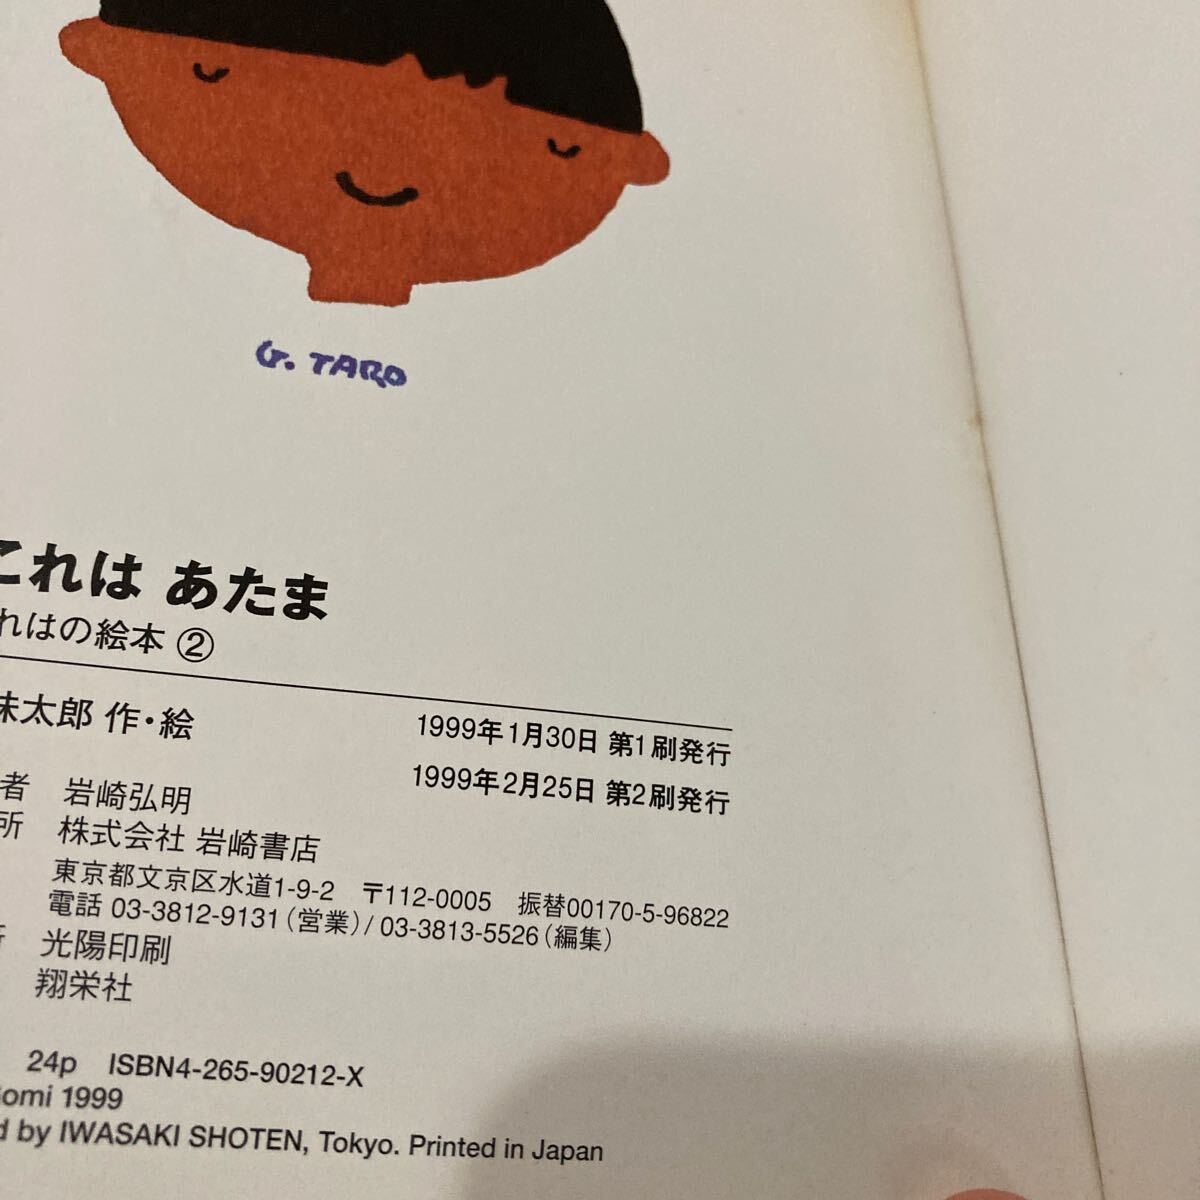 G. TARO
これは あたま
れはの絵本 ②
味太郎 作・絵
1999年1月30日 第1刷発行
1999年2月25日 第2刷発行
者 岩崎弘明
所 株式会社 岩崎書店
東京都文京区水道1-9-2 〒112-0005 振替00170-5-96822
電話 03-3812-9131（営業）/ 03-3813-5526（編集）
光陽印刷
翔栄社
24p ISBN4-265-90212-X
Gomi 1999
d by IWASAKI SHOTEN, Tokyo. Printed in Japan